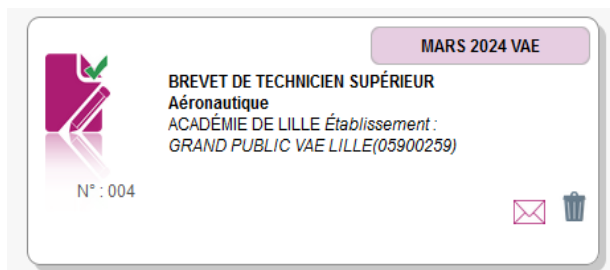 MARS 2024 VAE
BREVET DE TECHNICIEN SUPÉRIEUR
Aéronautique
ACADÉMIE DE LILLE Établissement :
GRAND PUBLIC VAE LILLE(05900259)
N° : 004